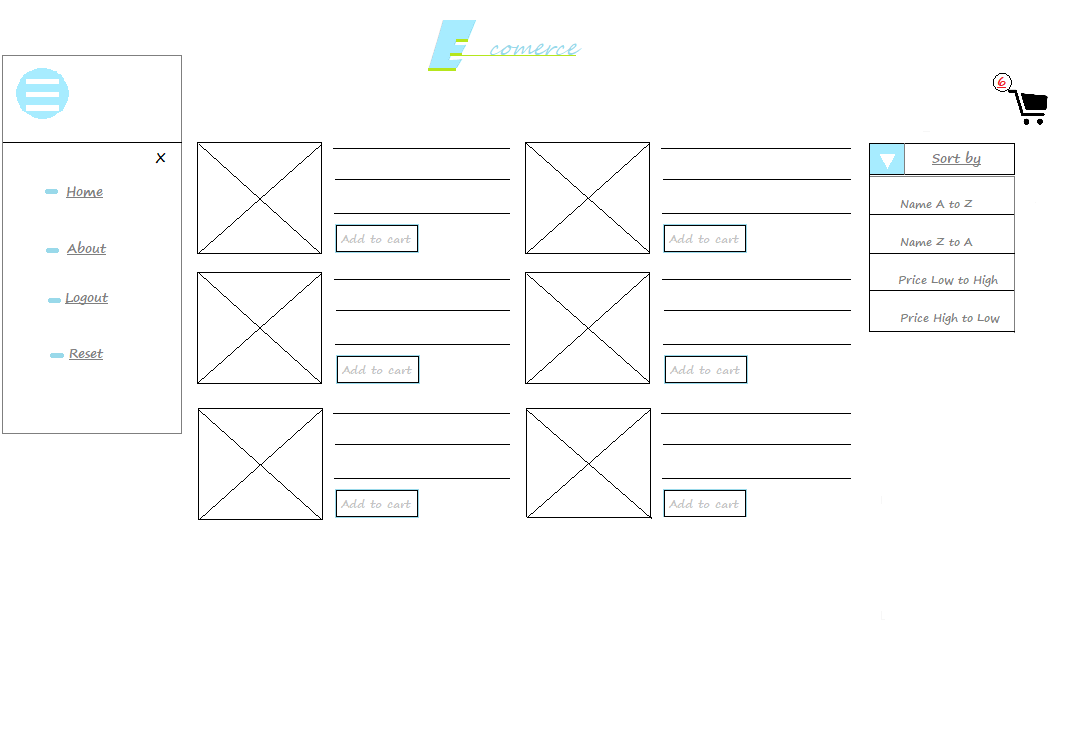 E comerce
6
X
Home
About
Logout
Reset
Add to cart
Add to cart
Add to cart
Add to cart
Add to cart
Add to cart
Sort by
Name A to Z
Name Z to A
Price Low to High
Price High to Low